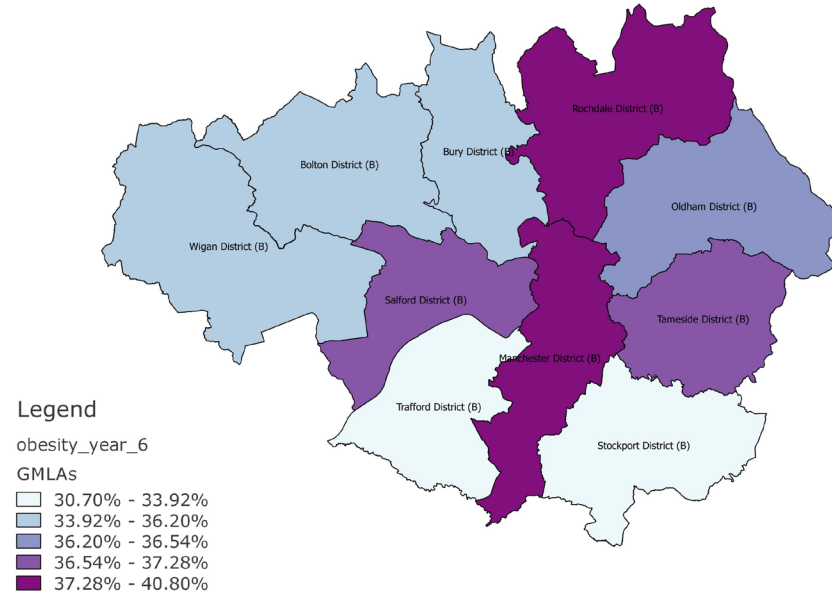 Rochdale District (B)
Bury District (B)
Bolton District (B)
Oldham District (B)
Wigan District (B)
Salford District (B)
Tameside District (B)
Manchester District (B)
Trafford District (B)
Stockport District (B)
Legend
obesity_year_6
GMLAs
30.70% - 33.92%
33.92% - 36.20%
36.20% - 36.54%
36.54% - 37.28%
37.28% - 40.80%